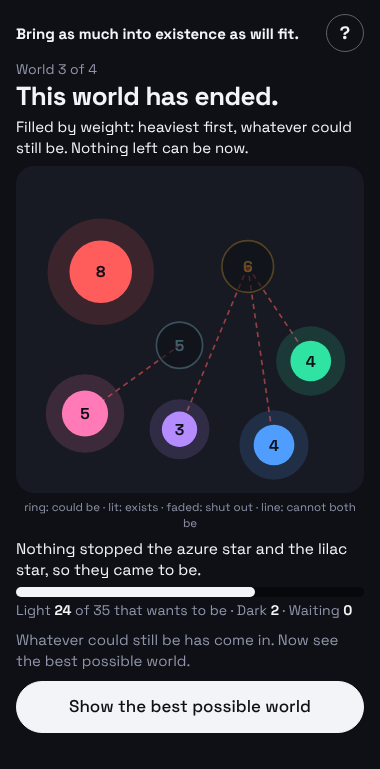 Bring as much into existence as will fit.
?
World 3 of 4
This world has ended.
Filled by weight: heaviest first, whatever could
still be. Nothing left can be now.
8
6
5
4
5
3
4
ring: could be · lit: exists · faded: shut out · line: cannot both
be
Nothing stopped the azure star and the lilac
star, so they came to be.
Light 24 of 35 that wants to be · Dark 2 · Waiting 0
Whatever could still be has come in. Now see
the best possible world.
Show the best possible world